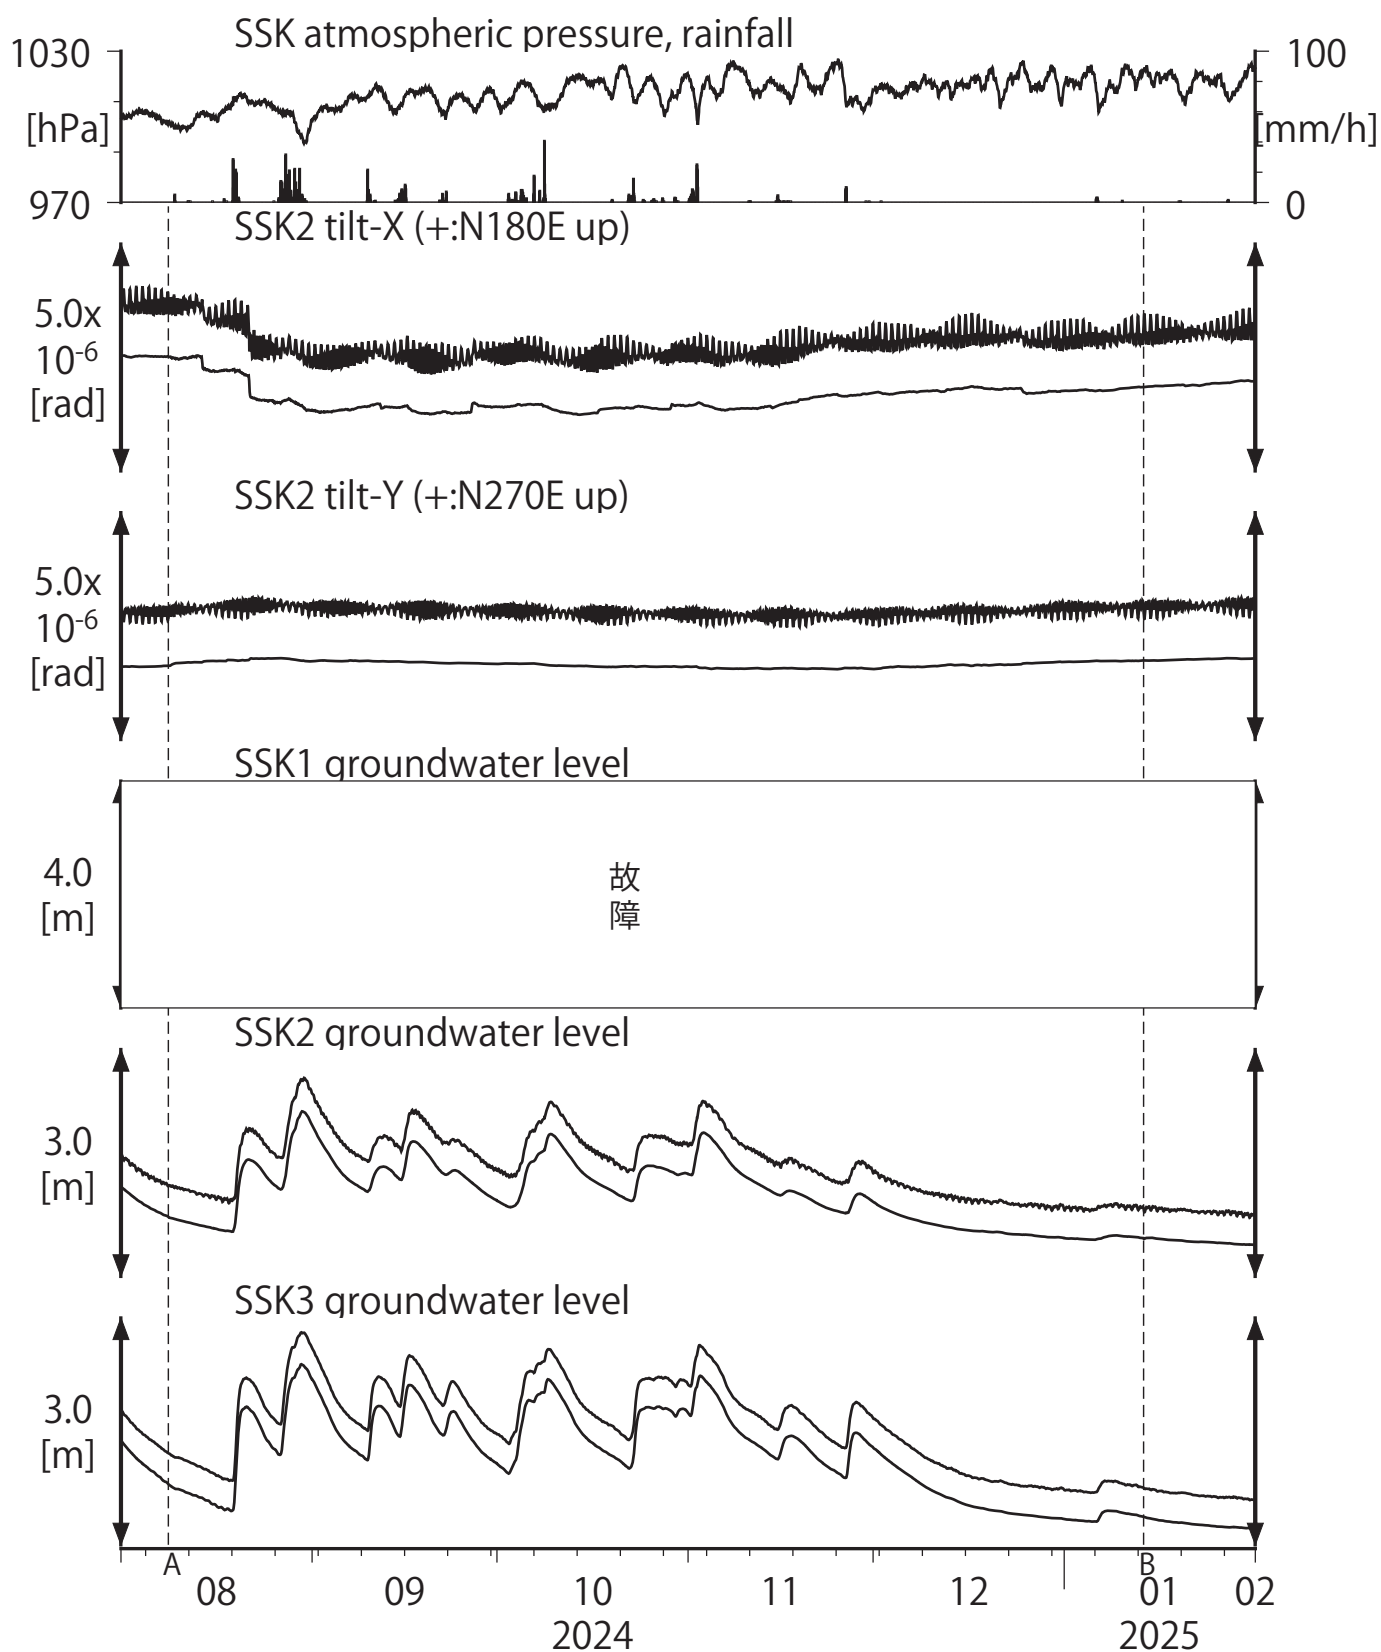 SSK atmospheric pressure, rainfall
1030
100
[hPa]
[mm/h]
970
0
SSK2 tilt-X (+:N180E up)
5.0x
10⁻⁶
[rad]
SSK2 tilt-Y (+:N270E up)
5.0x
10⁻⁶
[rad]
SSK1 groundwater level
4.0
[m]
故
障
SSK2 groundwater level
3.0
[m]
SSK3 groundwater level
3.0
[m]
A
B
08 09 10 11 12 01 02
2024 2025